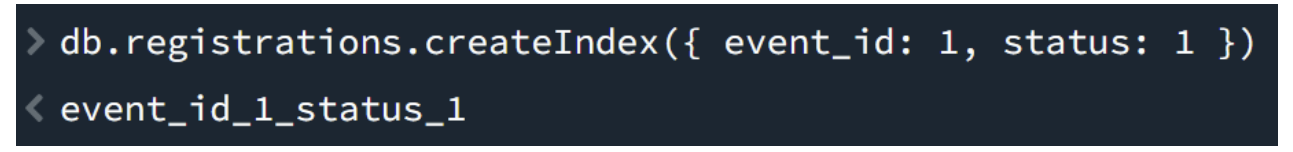 > db.registrations.createIndex({ event_id: 1, status: 1 })
< event_id_1_status_1